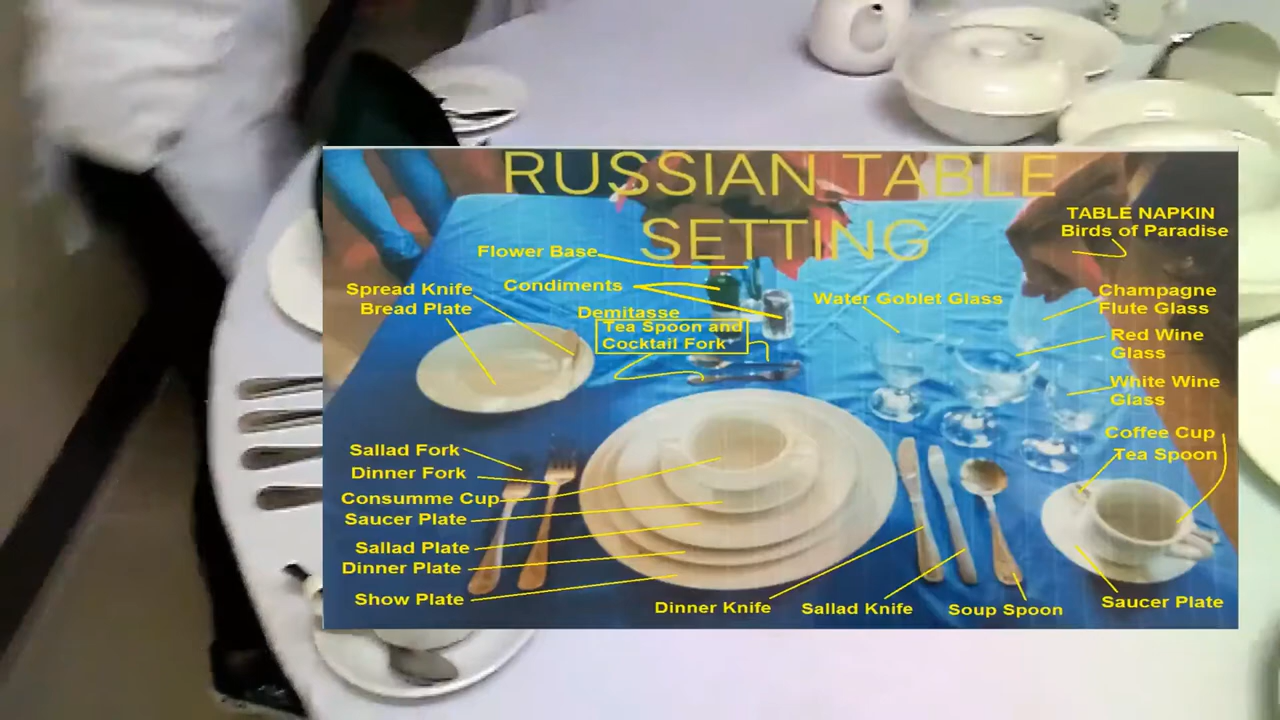 RUSSIAN TABLE
SETTING
TABLE NAPKIN
Birds of Paradise
Flower Base
Condiments
Spread Knife
Bread Plate
Demitasse
Tea Spoon and
Cocktail Fork
Water Goblet Glass
Champagne
Flute Glass
Red Wine
Glass
White Wine
Glass
Coffee Cup
Tea Spoon
Sallad Fork
Dinner Fork
Consumme Cup
Saucer Plate
Sallad Plate
Dinner Plate
Show Plate
Dinner Knife
Sallad Knife
Soup Spoon
Saucer Plate